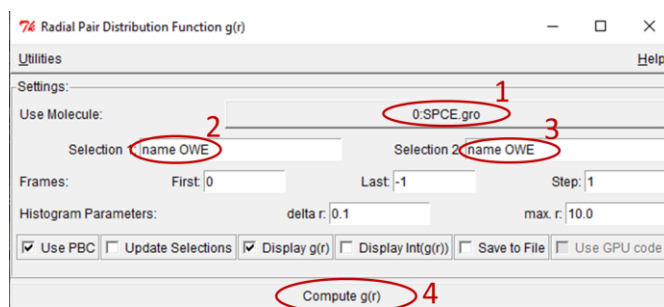 Radial Pair Distribution Function g(r)
Utilities Help
Settings:
1
Use Molecule: 0:SPCE.gro
2 3
Selection 1: name OWE Selection 2: name OWE
Frames: First: 0 Last: -1 Step: 1
Histogram Parameters: delta r: 0.1 max. r: 10.0
Use PBC Update Selections Display g(r) Display Int(g(r)) Save to File Use GPU code
Compute g(r) 4